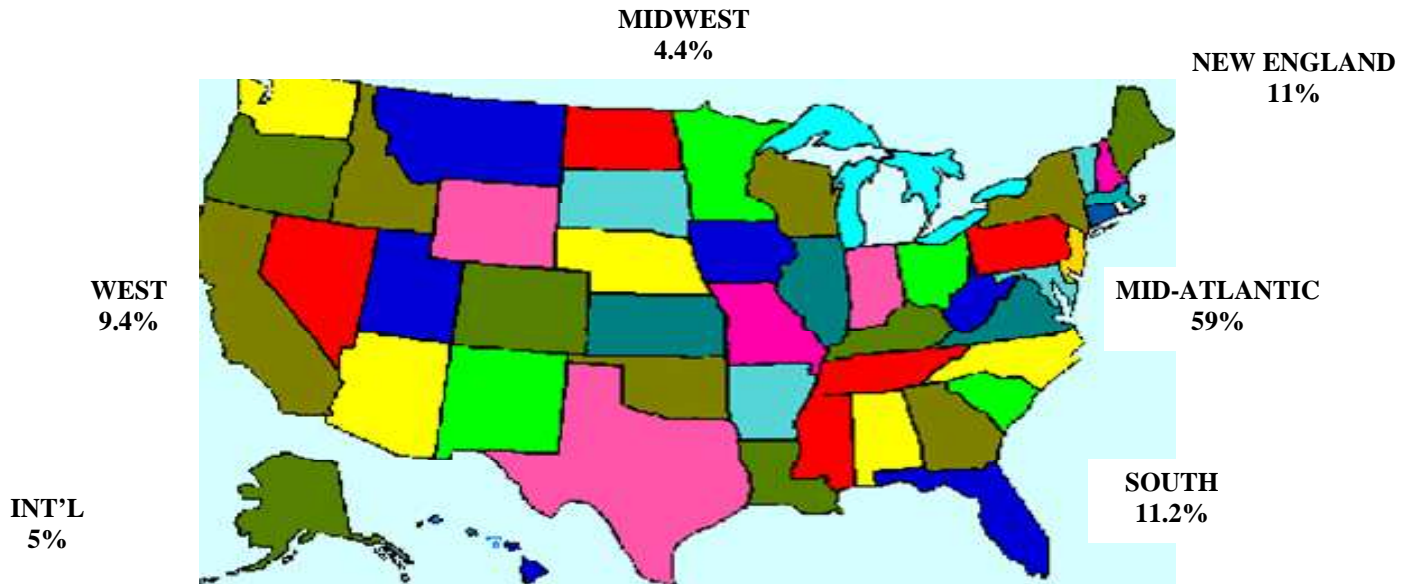 MIDWEST
4.4%
NEW ENGLAND
11%
WEST
9.4%
MID-ATLANTIC
59%
SOUTH
11.2%
INT’L
5%